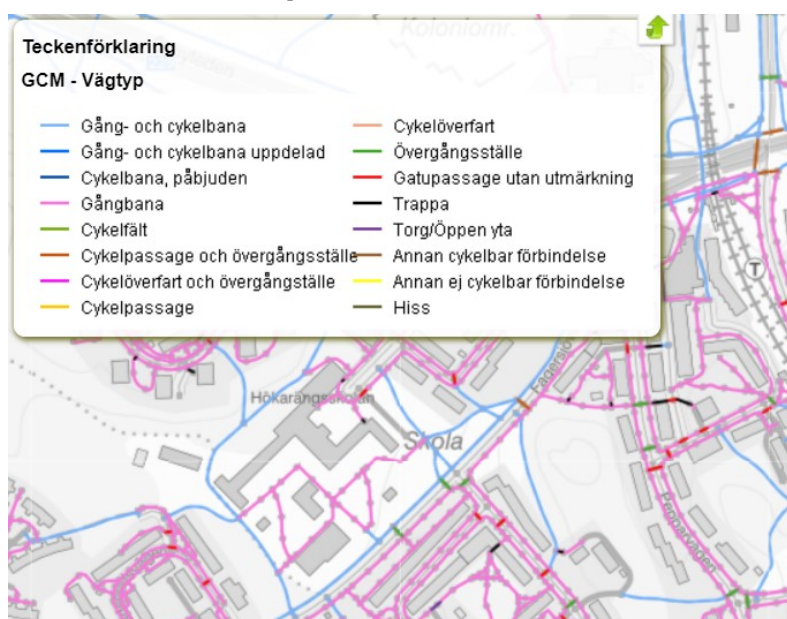 Koloniomr.
Teckenförklaring
GCM - Vägtyp
Gång- och cykelbana
Gång- och cykelbana uppdelad
Cykelbana, påbjuden
Gångbana
Cykelfält
Cykelpassage och övergångsställe
Cykelöverfart och övergångställe
Cykelpassage
Cykelöverfart
Övergångsställe
Gatupassage utan utmärkning
Trappa
Torg/Öppen yta
Annan cykelbar förbindelse
Annan ej cykelbar förbindelse
Hiss
T
Hökarängsskolan
Skola
Pepparvägen